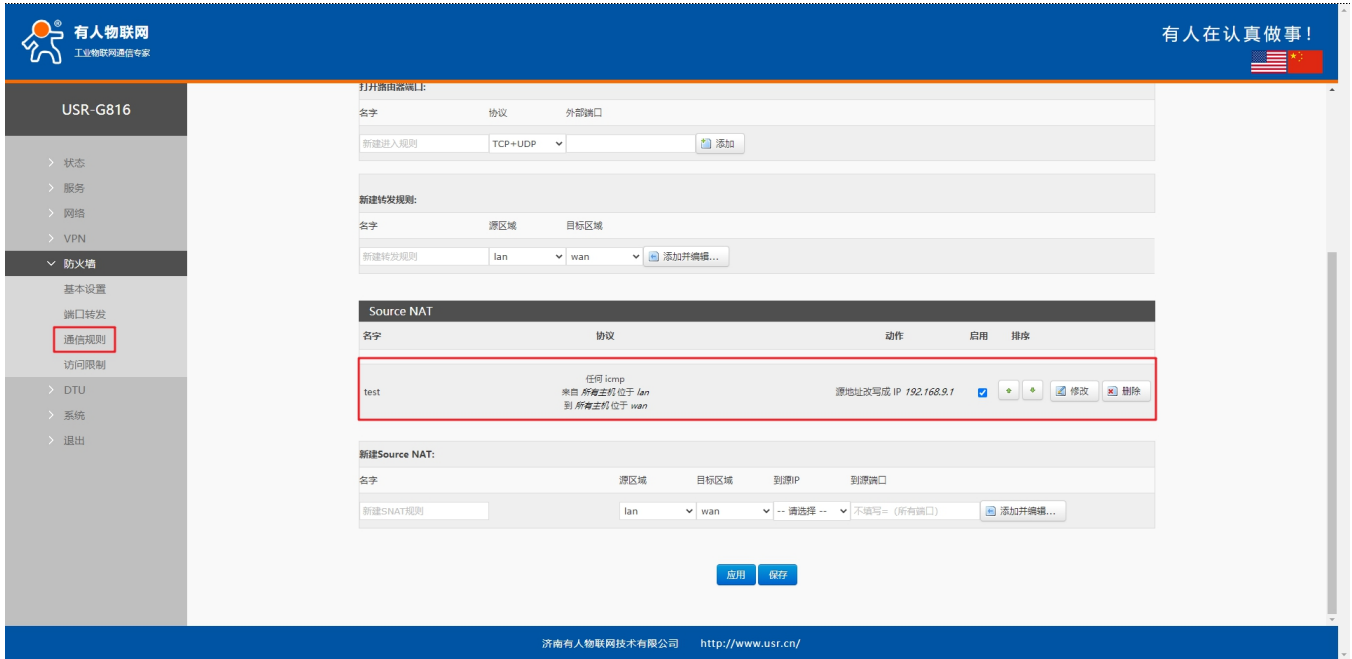 有人物联网
工业物联网通信专家
有人在认真做事!
USR-G816
状态
服务
网络
VPN
防火墙
基本设置
端口转发
通信规则
访问限制
DTU
系统
退出
打开路由器端口:
名字 协议 外部端口
新建进入规则 TCP+UDP 添加
新建转发规则:
名字 源区域 目标区域
新建转发规则 lan wan 添加并编辑...
Source NAT
名字 协议 动作 启用 排序
任何 icmp
test 来自 所有主机 位于 lan 源地址改写成 IP 192.168.9.1 修改 删除
到 所有主机 位于 wan
新建Source NAT:
名字 源区域 目标区域 到源IP 到源端口
新建SNAT规则 lan wan -- 请选择 -- 不填写= (所有端口) 添加并编辑...
应用 保存
济南有人物联网技术有限公司 http://www.usr.cn/